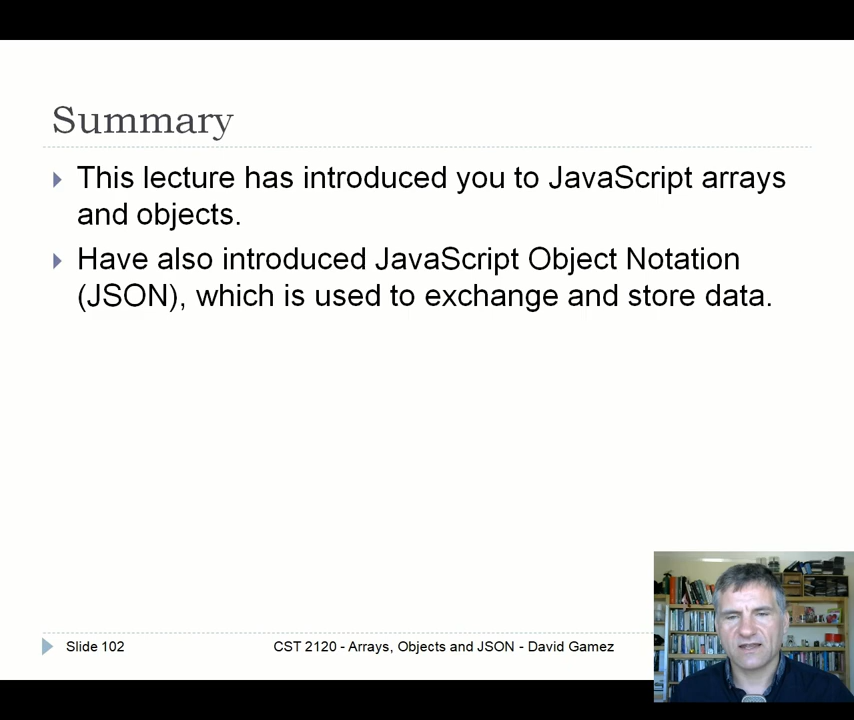 Summary
This lecture has introduced you to JavaScript arrays
and objects.
Have also introduced JavaScript Object Notation
(JSON), which is used to exchange and store data.
Slide 102
CST 2120 - Arrays, Objects and JSON - David Gamez